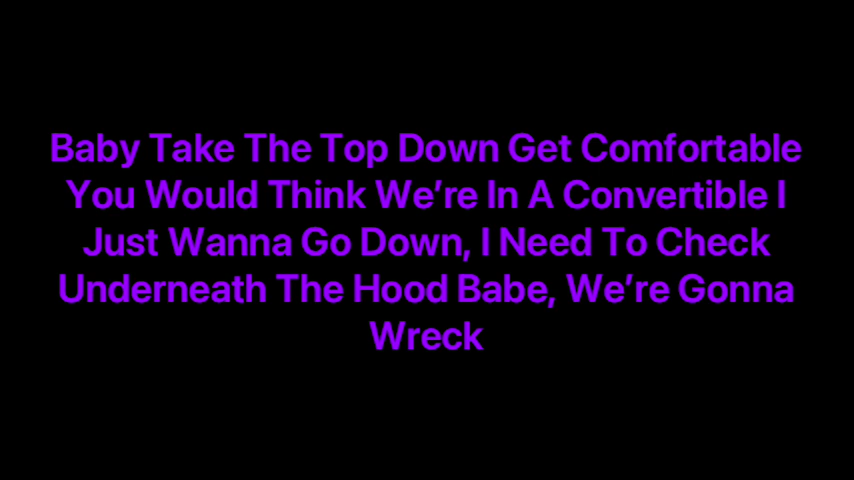 Baby Take The Top Down Get Comfortable
You Would Think We’re In A Convertible I
Just Wanna Go Down, I Need To Check
Underneath The Hood Babe, We’re Gonna
Wreck